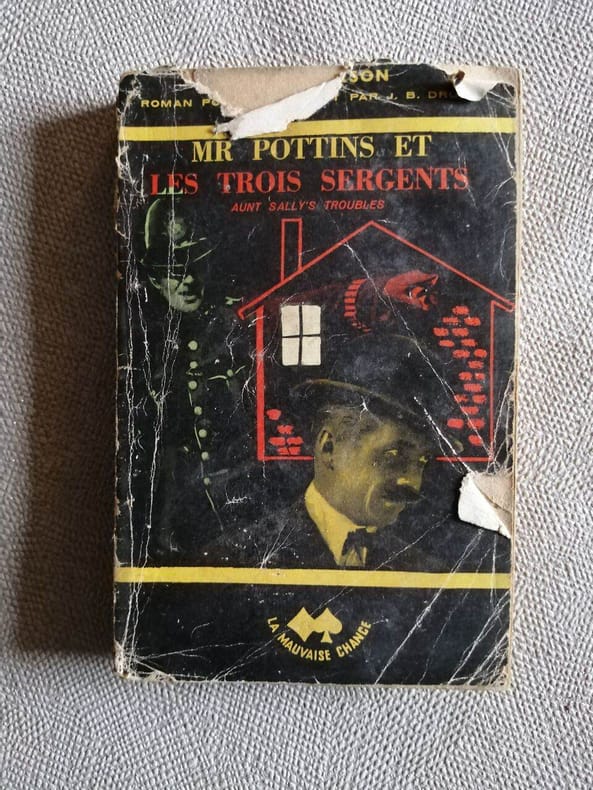 SON
ROMAN PO PAR J. B. DR
MR POTTINS ET
LES TROIS SERGENTS
AUNT SALLY'S TROUBLES
LA MAUVAISE CHANCE